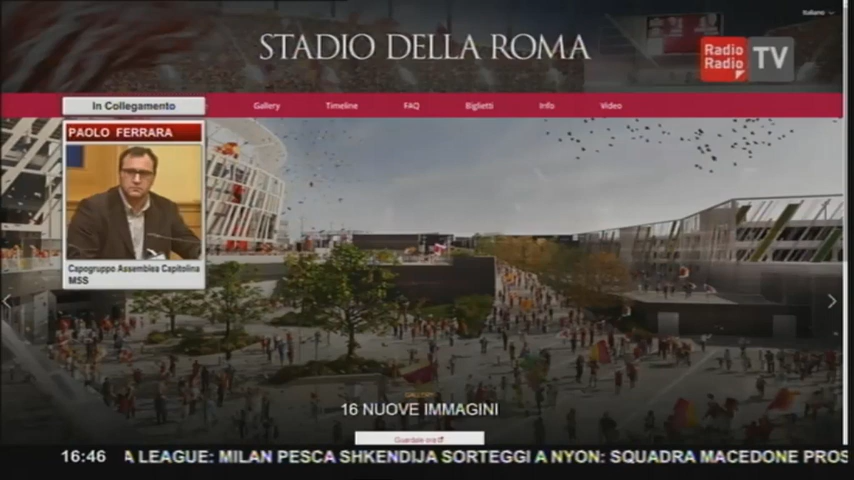 Italiano
STADIO DELLA ROMA
Radio
Radio
TV
In Collegamento
Gallery Timeline FAQ Biglietti Info Video
PAOLO FERRARA
Capogruppo Assemblea Capitolina
M5S
GALLERY
16 NUOVE IMMAGINI
Guardale ora
16:46 A LEAGUE: MILAN PESCA SHKENDIJA SORTEGGI A NYON: SQUADRA MACEDONE PROS